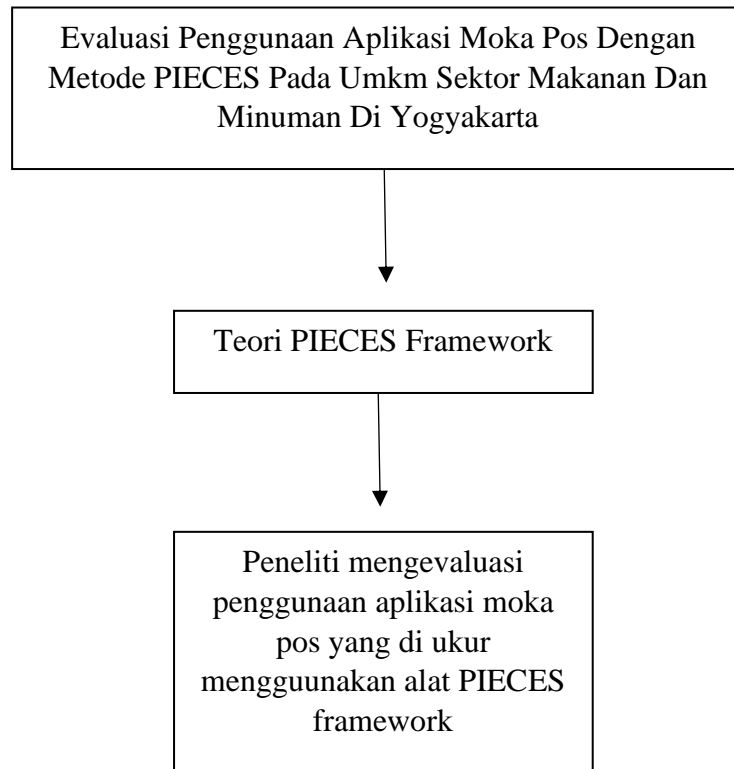 Evaluasi Penggunaan Aplikasi Moka Pos Dengan
Metode PIECES Pada Umkm Sektor Makanan Dan
Minuman Di Yogyakarta
Teori PIECES Framework
Peneliti mengevaluasi
penggunaan aplikasi moka
pos yang di ukur
mengguunakan alat PIECES
framework